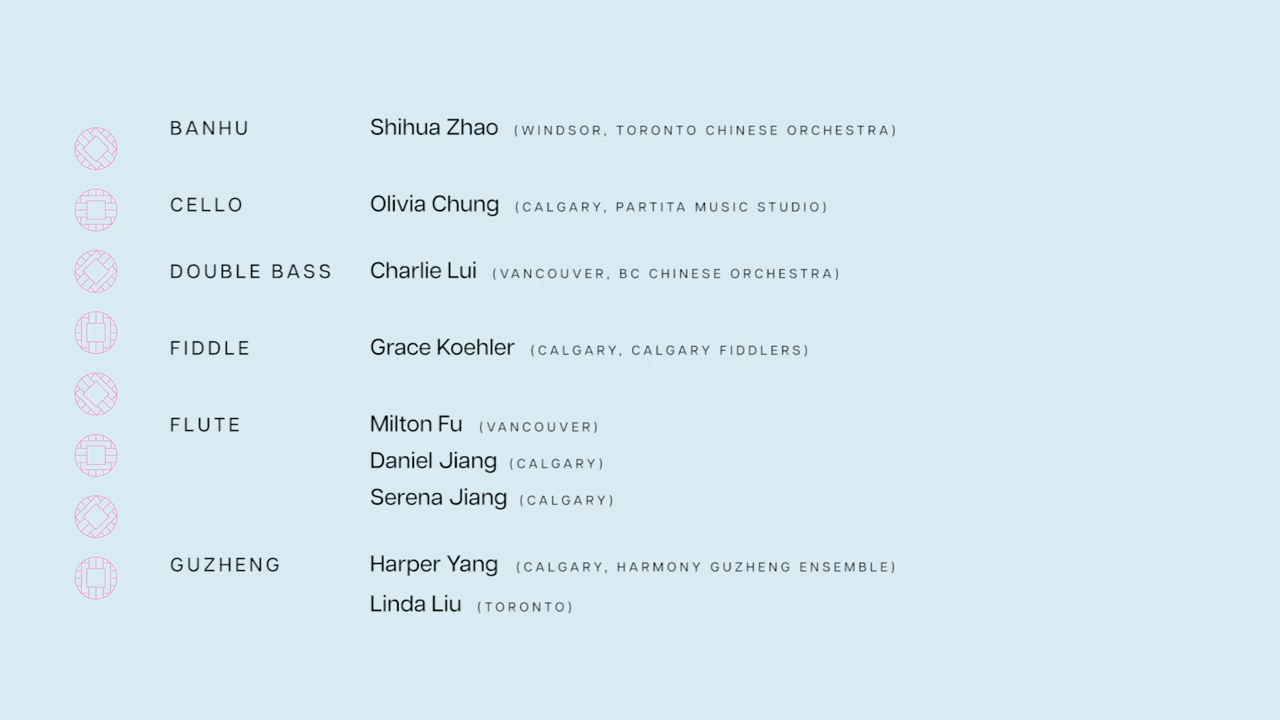 BANHU Shihua Zhao (WINDSOR, TORONTO CHINESE ORCHESTRA)
CELLO Olivia Chung (CALGARY, PARTITA MUSIC STUDIO)
DOUBLE BASS Charlie Lui (VANCOUVER, BC CHINESE ORCHESTRA)
FIDDLE Grace Koehler (CALGARY, CALGARY FIDDLERS)
FLUTE Milton Fu (VANCOUVER)
Daniel Jiang (CALGARY)
Serena Jiang (CALGARY)
GUZHENG Harper Yang (CALGARY, HARMONY GUZHENG ENSEMBLE)
Linda Liu (TORONTO)